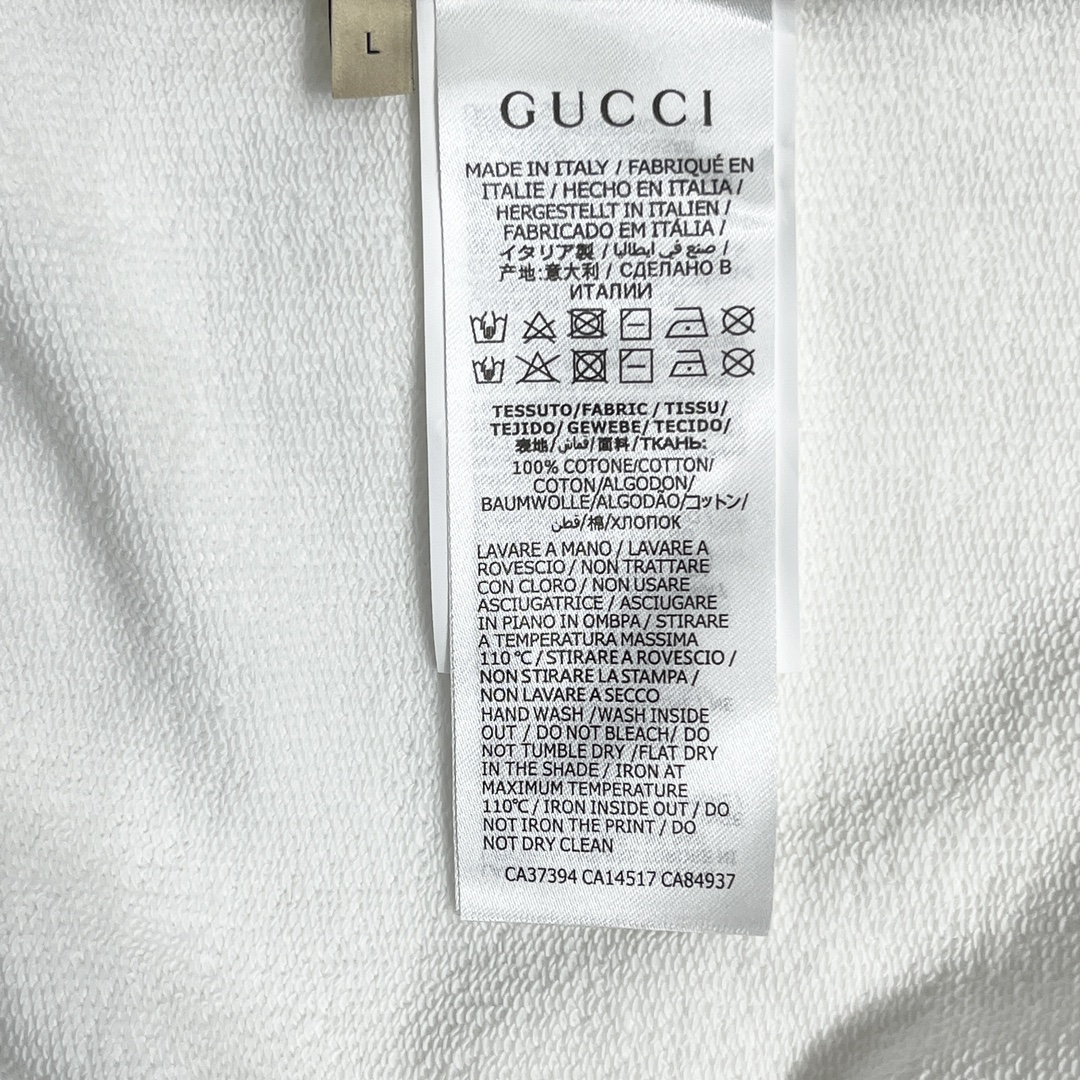 L
GUCCI
MADE IN ITALY / FABRIQUÉ EN
ITALIE / HECHO EN ITALIA /
HERGESTELLT IN ITALIEN /
FABRICADO EM ITÁLIA /
イタリア製 / صنع في ايطاليا /
产地:意大利 / СДЕЛАНО В
ИТАЛИИ
TESSUTO/FABRIC / TISSU/
TEJIDO/ GEWEBE/ TECIDO/
表地/قماش/面料/ТКАНЬ:
100% COTONE/COTTON/
COTON/ALGODON/
BAUMWOLLE/ALGODÃO/コットン/
قطن/棉/ХЛОПОК
LAVARE A MANO / LAVARE A
ROVESCIO / NON TRATTARE
CON CLORO / NON USARE
ASCIUGATRICE / ASCIUGARE
IN PIANO IN OMBPA / STIRARE
A TEMPERATURA MASSIMA
110 ℃ / STIRARE A ROVESCIO /
NON STIRARE LA STAMPA /
NON LAVARE A SECCO
HAND WASH /WASH INSIDE
OUT / DO NOT BLEACH/ DO
NOT TUMBLE DRY /FLAT DRY
IN THE SHADE / IRON AT
MAXIMUM TEMPERATURE
110℃ / IRON INSIDE OUT / DO
NOT IRON THE PRINT / DO
NOT DRY CLEAN
CA37394 CA14517 CA84937